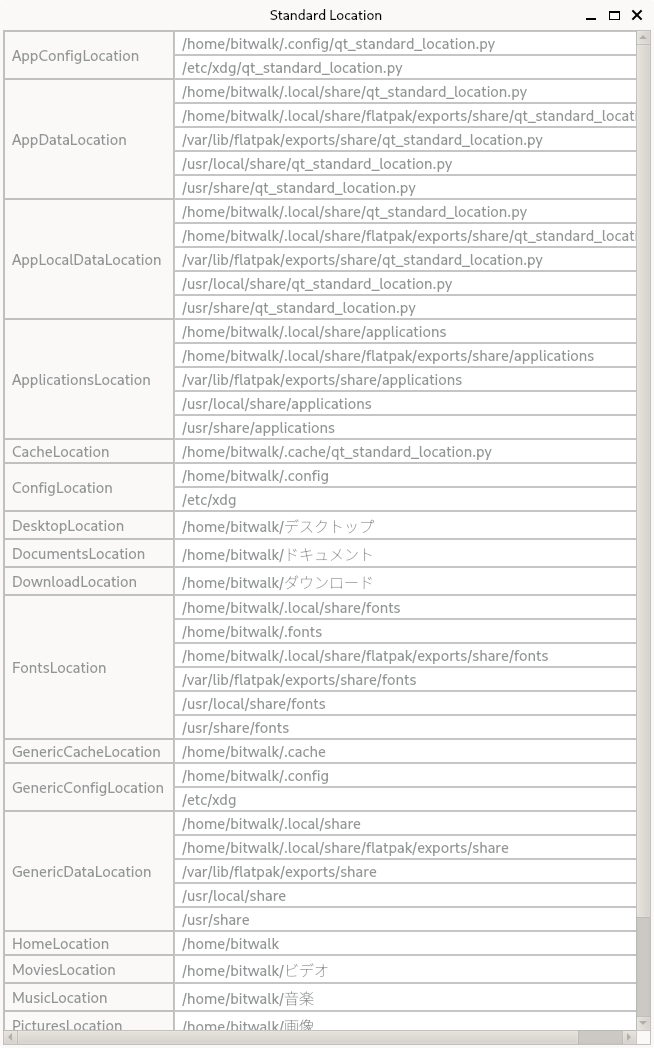 Standard Location
AppConfigLocation
/home/bitwalk/.config/qt_standard_location.py
/etc/xdg/qt_standard_location.py
AppDataLocation
/home/bitwalk/.local/share/qt_standard_location.py
/home/bitwalk/.local/share/flatpak/exports/share/qt_standard_locati
/var/lib/flatpak/exports/share/qt_standard_location.py
/usr/local/share/qt_standard_location.py
/usr/share/qt_standard_location.py
AppLocalDataLocation
/home/bitwalk/.local/share/qt_standard_location.py
/home/bitwalk/.local/share/flatpak/exports/share/qt_standard_locati
/var/lib/flatpak/exports/share/qt_standard_location.py
/usr/local/share/qt_standard_location.py
/usr/share/qt_standard_location.py
ApplicationsLocation
/home/bitwalk/.local/share/applications
/home/bitwalk/.local/share/flatpak/exports/share/applications
/var/lib/flatpak/exports/share/applications
/usr/local/share/applications
/usr/share/applications
CacheLocation
/home/bitwalk/.cache/qt_standard_location.py
ConfigLocation
/home/bitwalk/.config
/etc/xdg
DesktopLocation
/home/bitwalk/デスクトップ
DocumentsLocation
/home/bitwalk/ドキュメント
DownloadLocation
/home/bitwalk/ダウンロード
FontsLocation
/home/bitwalk/.local/share/fonts
/home/bitwalk/.fonts
/home/bitwalk/.local/share/flatpak/exports/share/fonts
/var/lib/flatpak/exports/share/fonts
/usr/local/share/fonts
/usr/share/fonts
GenericCacheLocation
/home/bitwalk/.cache
GenericConfigLocation
/home/bitwalk/.config
/etc/xdg
GenericDataLocation
/home/bitwalk/.local/share
/home/bitwalk/.local/share/flatpak/exports/share
/var/lib/flatpak/exports/share
/usr/local/share
/usr/share
HomeLocation
/home/bitwalk
MoviesLocation
/home/bitwalk/ビデオ
MusicLocation
/home/bitwalk/音楽
PicturesLocation
/home/bitwalk/画像